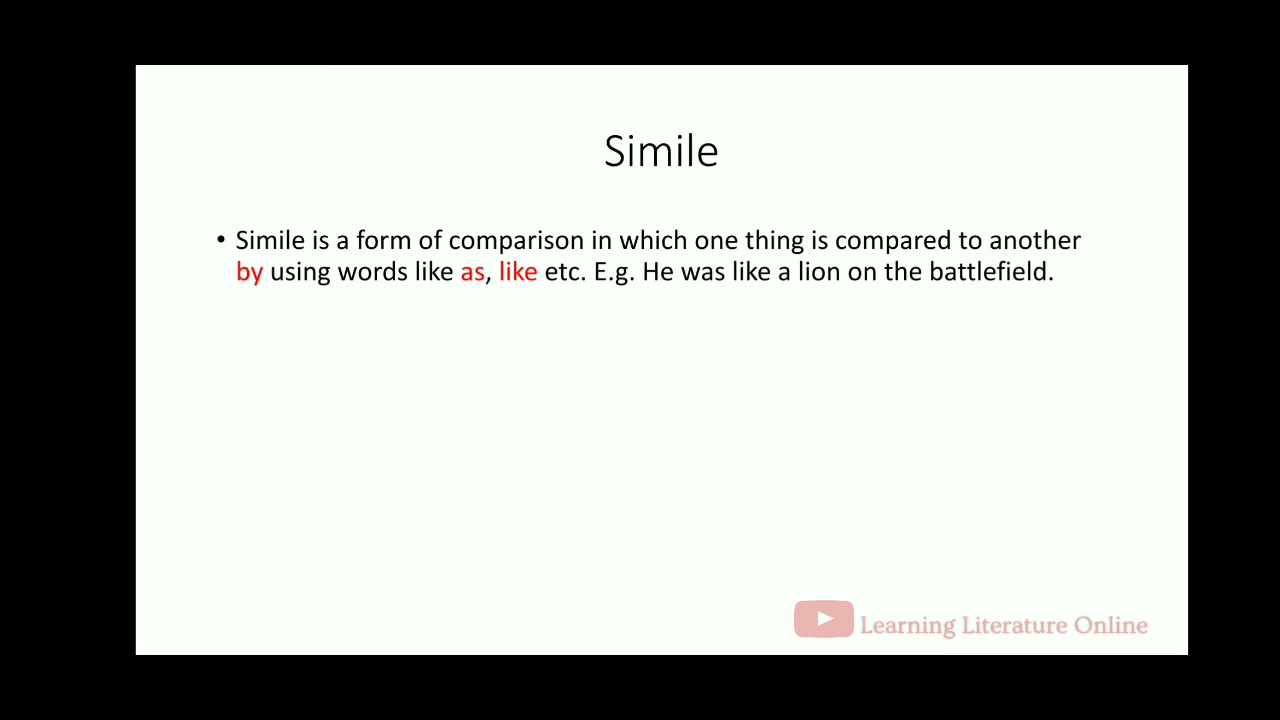 Simile
• Simile is a form of comparison in which one thing is compared to another
by using words like as, like etc. E.g. He was like a lion on the battlefield.
Learning Literature Online